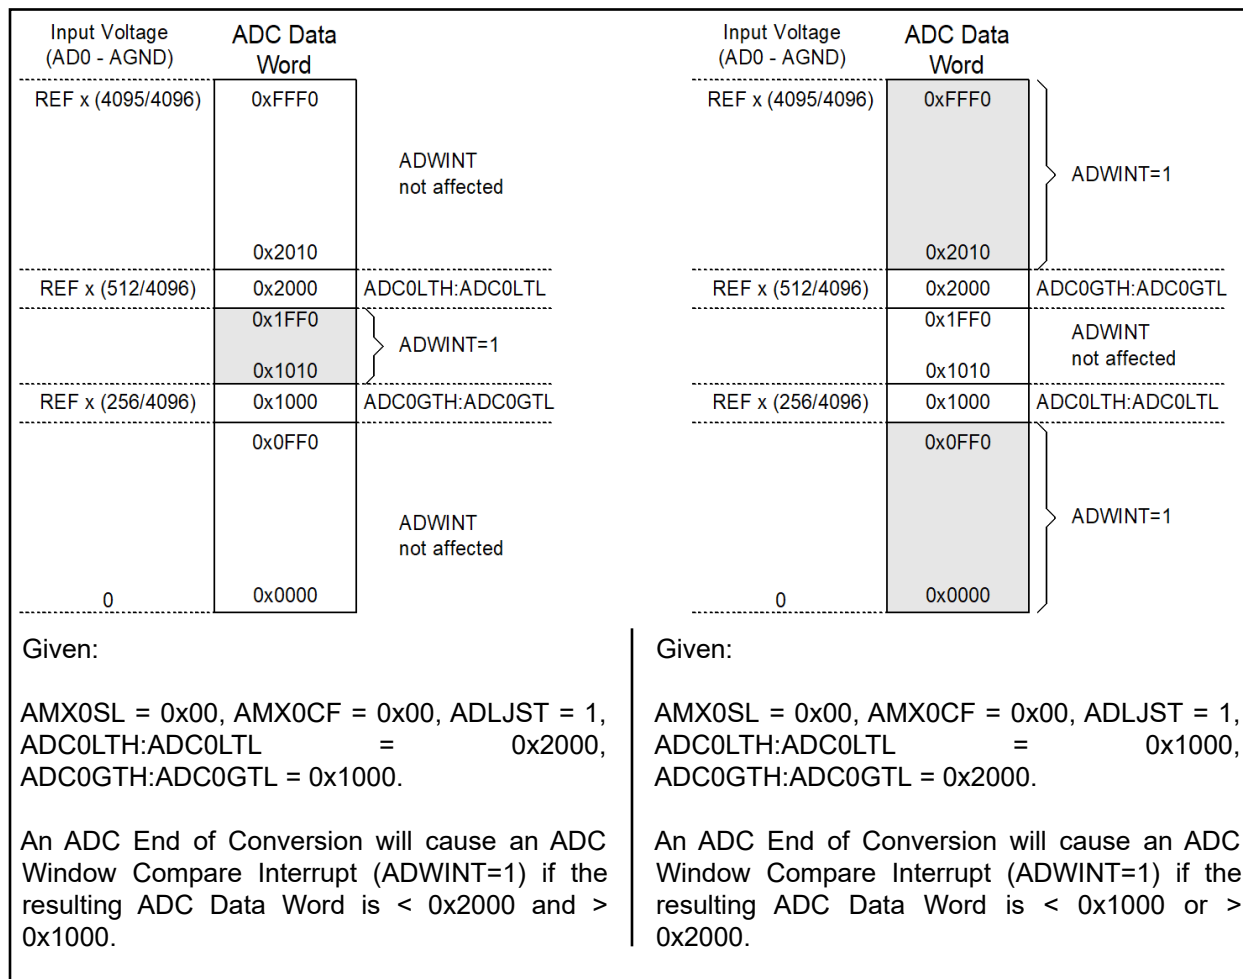 Input Voltage
(AD0 - AGND)
ADC Data
Word
REF x (4095/4096)
0xFFF0
ADWINT
not affected
0x2010
REF x (512/4096)
0x2000
ADC0LTH:ADC0LTL
0x1FF0
ADWINT=1
0x1010
REF x (256/4096)
0x1000
ADC0GTH:ADC0GTL
0x0FF0
ADWINT
not affected
0
0x0000
Given:
AMX0SL = 0x00, AMX0CF = 0x00, ADLJST = 1,
ADC0LTH:ADC0LTL = 0x2000,
ADC0GTH:ADC0GTL = 0x1000.
An ADC End of Conversion will cause an ADC
Window Compare Interrupt (ADWINT=1) if the
resulting ADC Data Word is < 0x2000 and >
0x1000.
Input Voltage
(AD0 - AGND)
ADC Data
Word
REF x (4095/4096)
0xFFF0
ADWINT=1
0x2010
REF x (512/4096)
0x2000
ADC0GTH:ADC0GTL
0x1FF0
ADWINT
not affected
0x1010
REF x (256/4096)
0x1000
ADC0LTH:ADC0LTL
0x0FF0
ADWINT=1
0
0x0000
Given:
AMX0SL = 0x00, AMX0CF = 0x00, ADLJST = 1,
ADC0LTH:ADC0LTL = 0x1000,
ADC0GTH:ADC0GTL = 0x2000.
An ADC End of Conversion will cause an ADC
Window Compare Interrupt (ADWINT=1) if the
resulting ADC Data Word is < 0x1000 or >
0x2000.